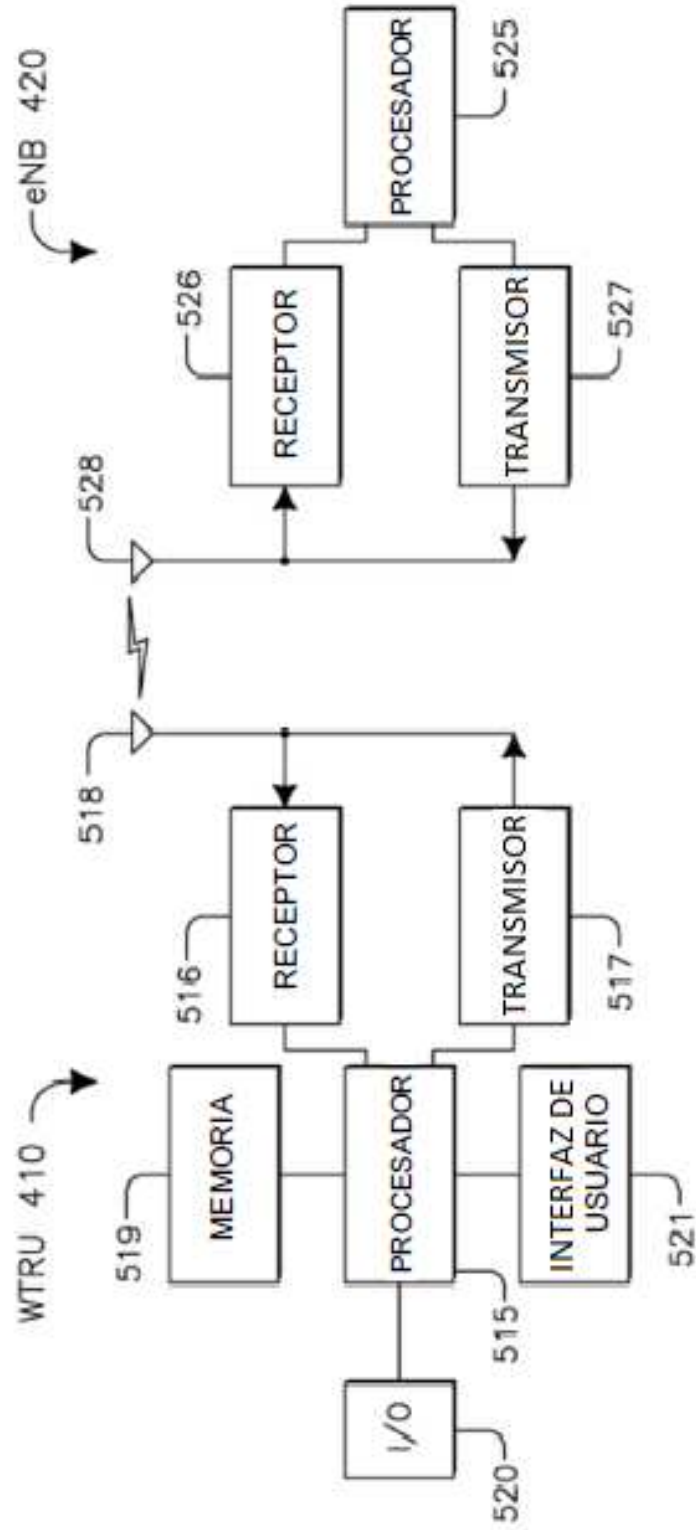 WTRU 410
eNB 420
518
528
519
516
526
MEMORIA
RECEPTOR
RECEPTOR
I/O
PROCESADOR
PROCESADOR
520
515
525
INTERFAZ DE
USUARIO
TRANSMISOR
TRANSMISOR
521
517
527